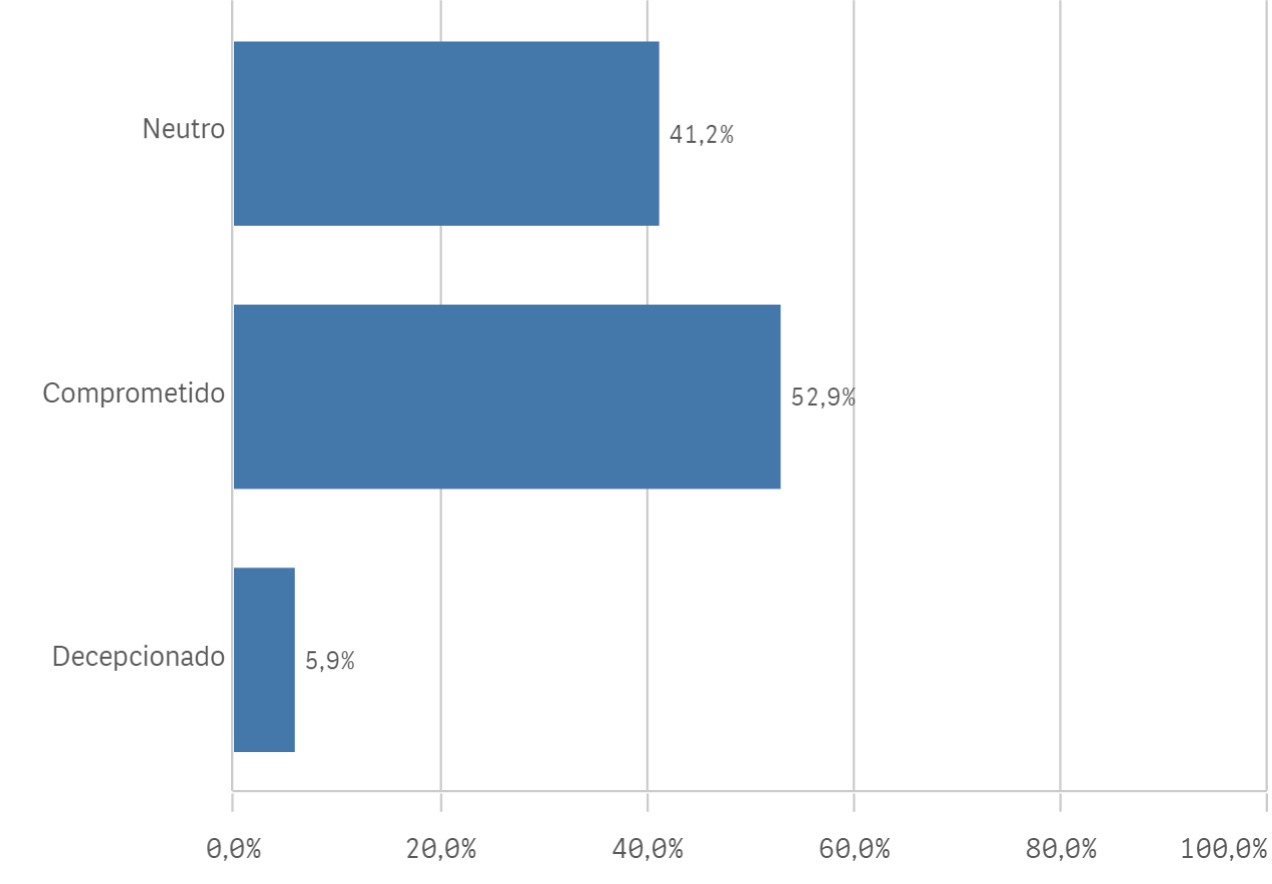 Neutro
41,2%
Comprometido
52,9%
Decepcionado
5,9%
0,0% 20,0% 40,0% 60,0% 80,0% 100,0%